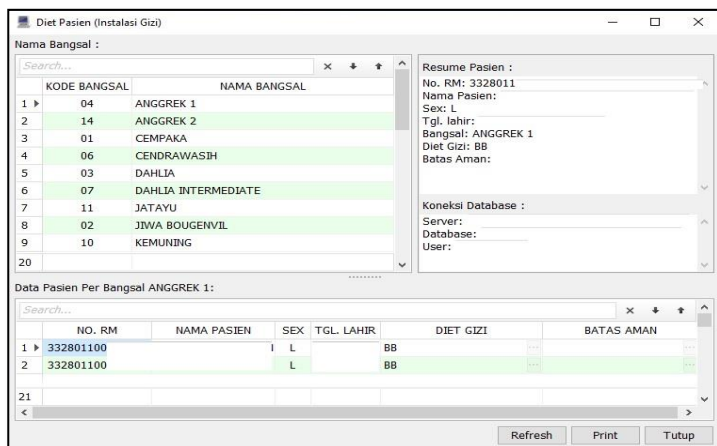 Diet Pasien (Instalasi Gizi)
Nama Bangsal :
Search...
KODE BANGSAL NAMA BANGSAL
1 04 ANGGREK 1
2 14 ANGGREK 2
3 01 CEMPAKA
4 06 CENDRAWASIH
5 03 DAHLIA
6 07 DAHLIA INTERMEDIATE
7 11 JATAYU
8 02 JIWA BOUGENVIL
9 10 KEMUNING
20
Resume Pasien :
No. RM: 3328011
Nama Pasien:
Sex: L
Tgl. lahir:
Bangsal: ANGGREK 1
Diet Gizi: BB
Batas Aman:
Koneksi Database :
Server:
Database:
User:
Data Pasien Per Bangsal ANGGREK 1:
Search...
NO. RM NAMA PASIEN SEX TGL. LAHIR DIET GIZI BATAS AMAN
1 332801100 L BB
2 332801100 L BB
21
Refresh Print Tutup